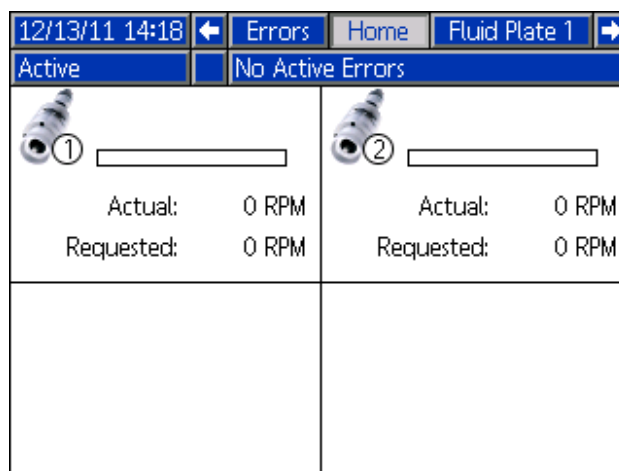 12/13/11 14:18 Errors Home Fluid Plate 1
Active No Active Errors
1 2
Actual: 0 RPM Actual: 0 RPM
Requested: 0 RPM Requested: 0 RPM